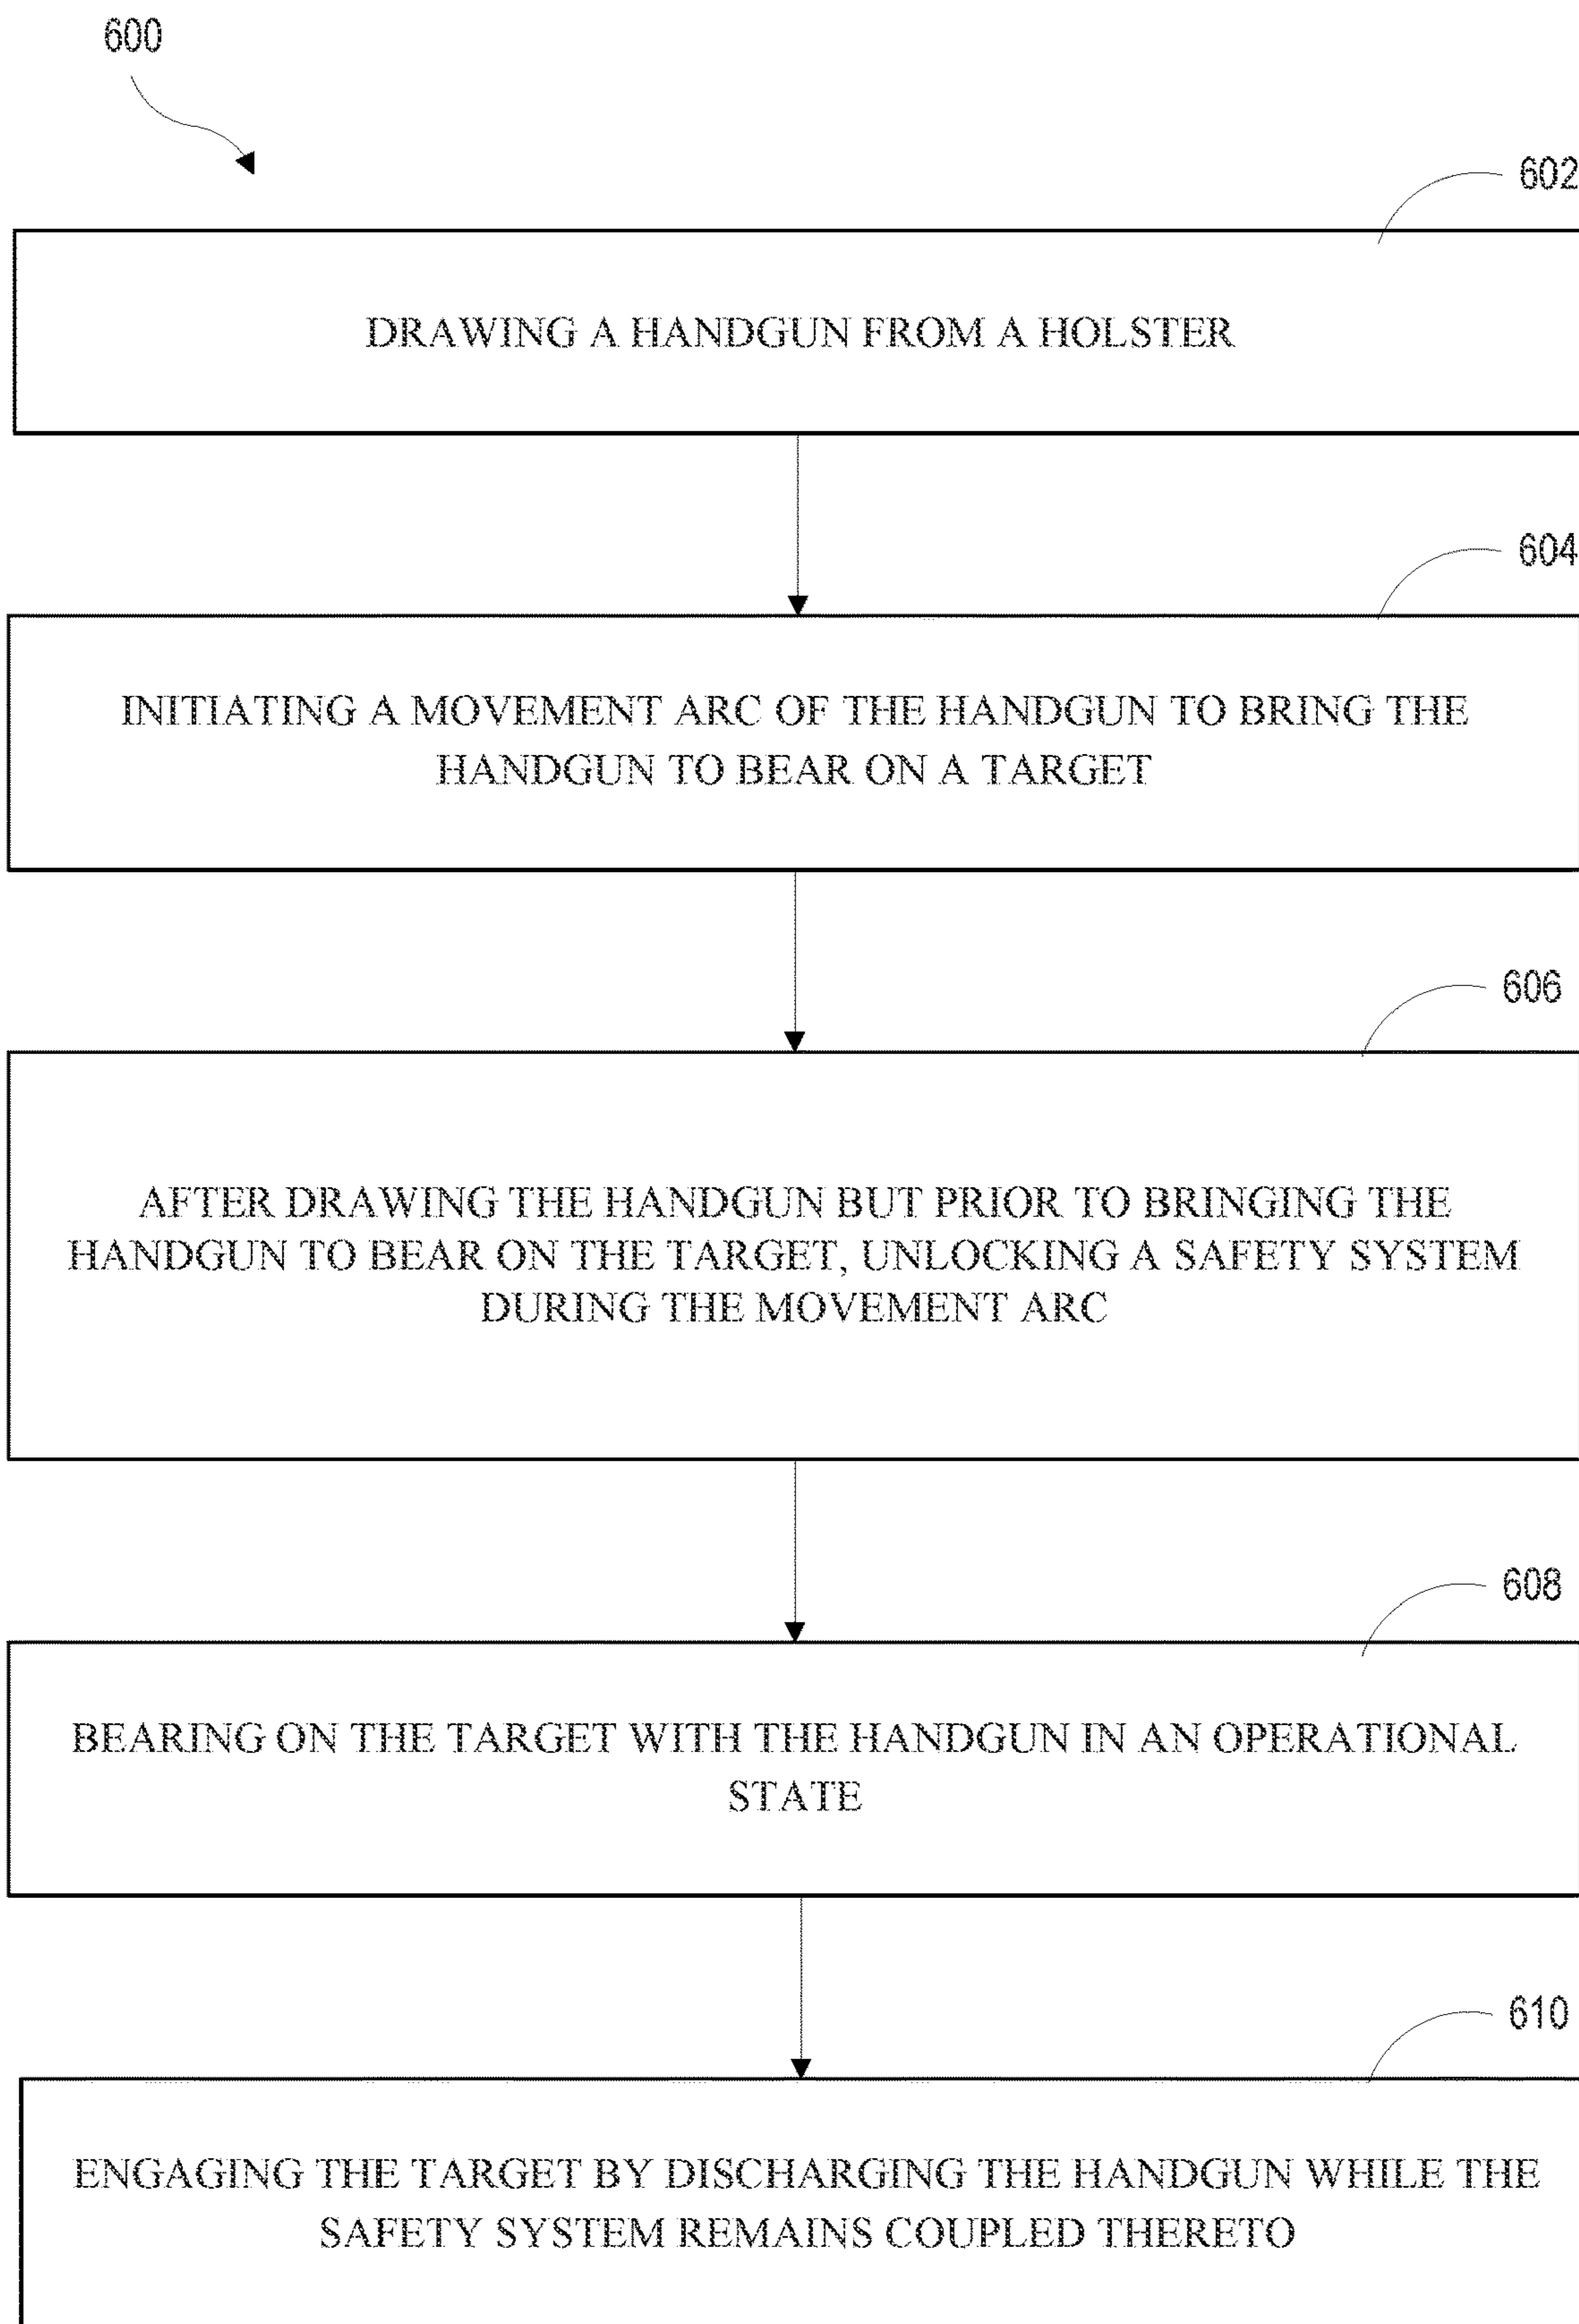 600
602
DRAWING A HANDGUN FROM A HOLSTER
604
INITIATING A MOVEMENT ARC OF THE HANDGUN TO BRING THE
HANDGUN TO BEAR ON A TARGET
606
AFTER DRAWING THE HANDGUN BUT PRIOR TO BRINGING THE
HANDGUN TO BEAR ON THE TARGET, UNLOCKING A SAFETY SYSTEM
DURING THE MOVEMENT ARC
608
BEARING ON THE TARGET WITH THE HANDGUN IN AN OPERATIONAL
STATE
610
ENGAGING THE TARGET BY DISCHARGING THE HANDGUN WHILE THE
SAFETY SYSTEM REMAINS COUPLED THERETO